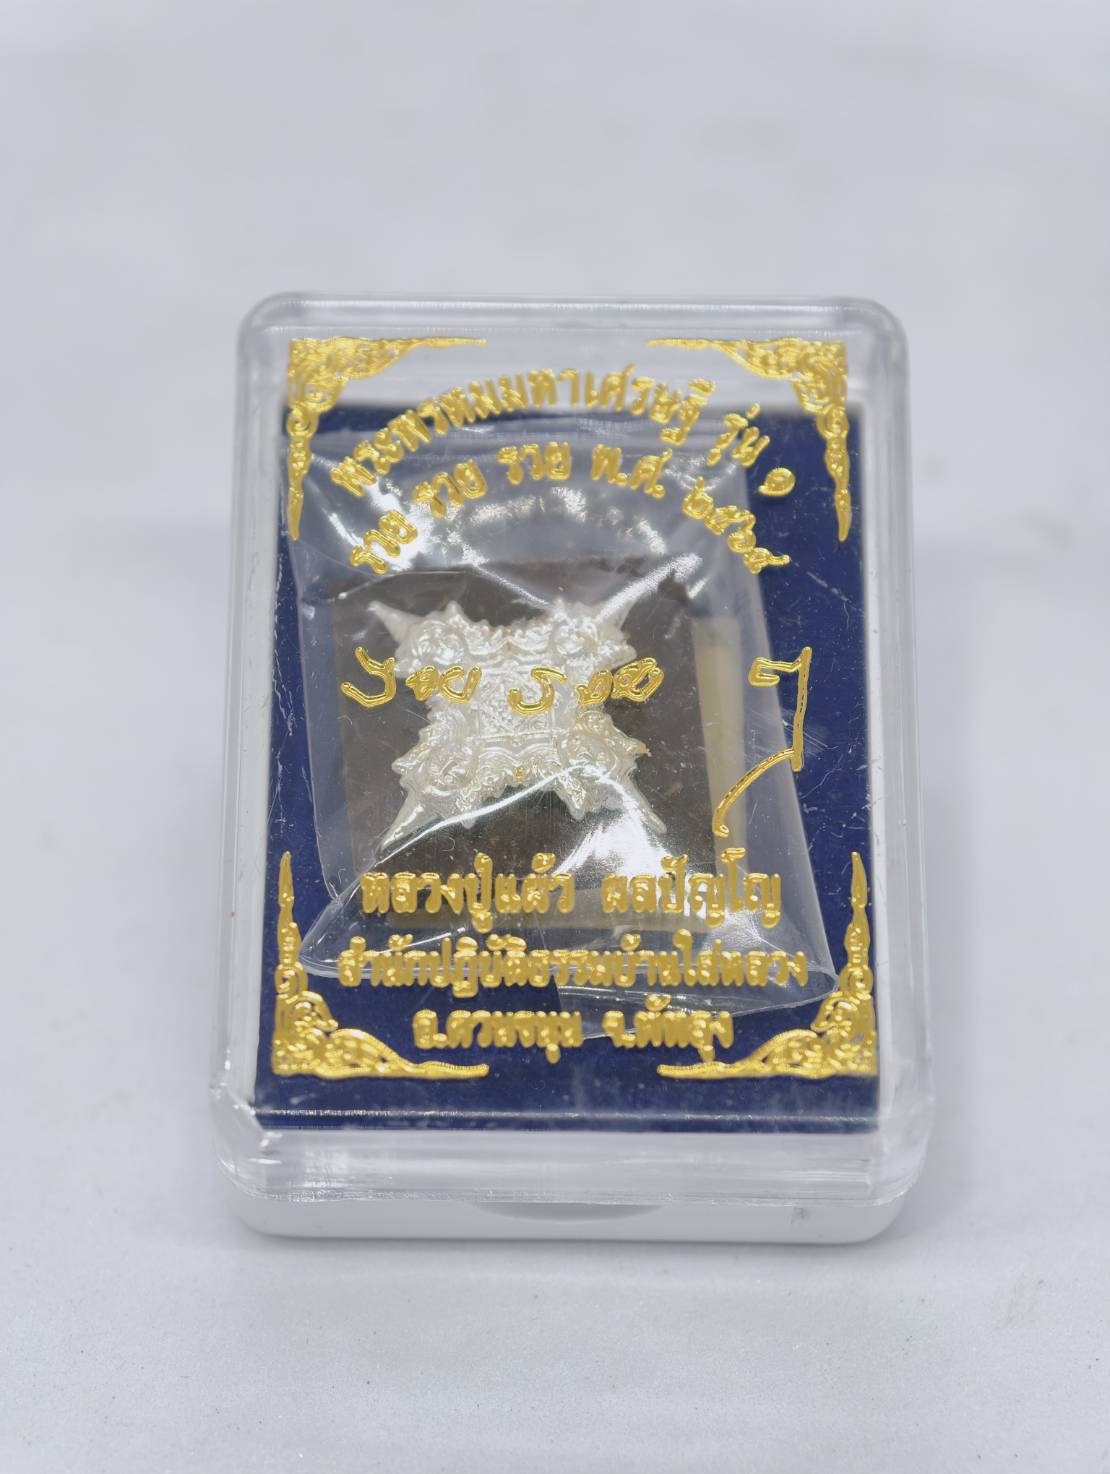 พระพรหมมหาเศรษฐี รุ่น ๑
รวย รวย รวย พ.ศ. ๒๕๖๔
หลวงปู่แผ้ว ผลปัญโญ
สำนักปฏิบัติธรรมบ้านใสหลวง
อ.ควนขนุน จ.พัทลุง